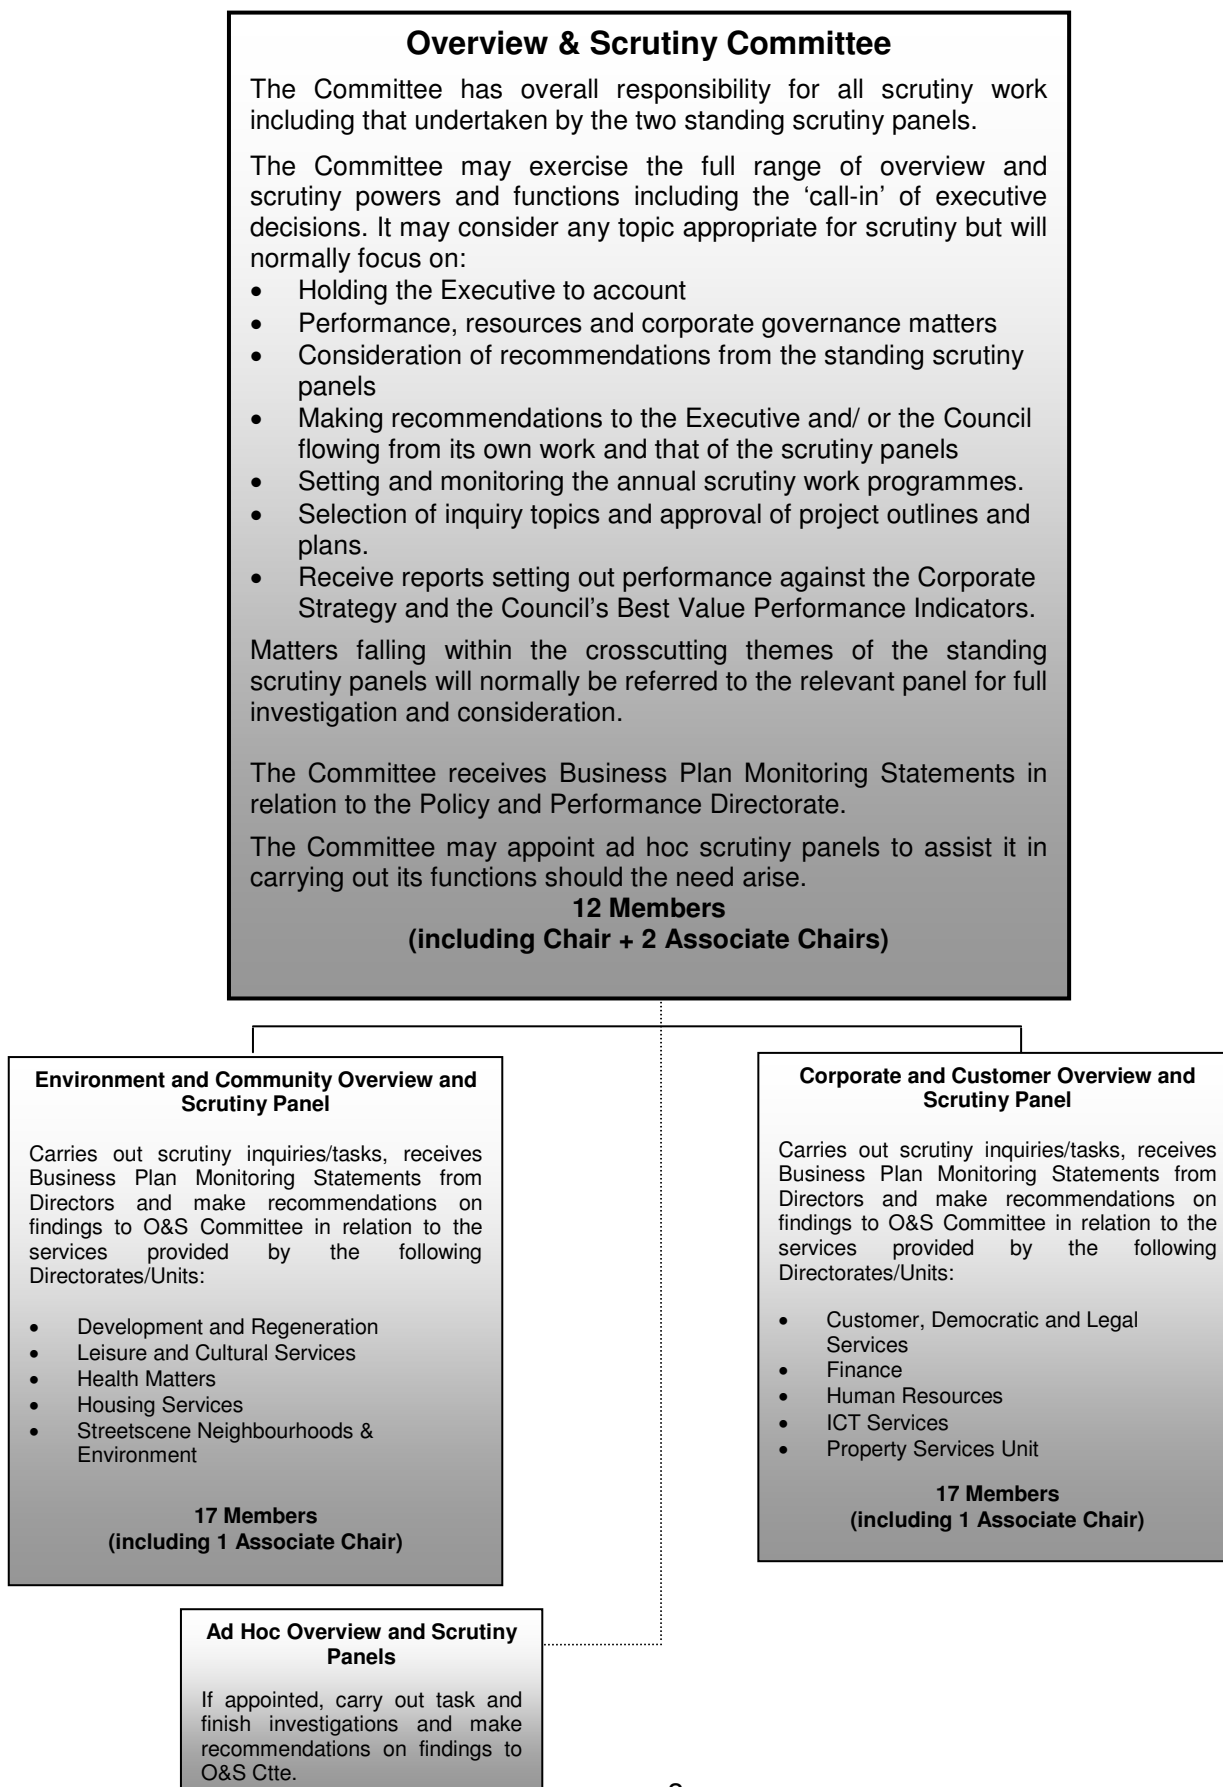 Overview & Scrutiny Committee
The Committee has overall responsibility for all scrutiny work
including that undertaken by the two standing scrutiny panels.
The Committee may exercise the full range of overview and
scrutiny powers and functions including the ‘call-in’ of executive
decisions. It may consider any topic appropriate for scrutiny but will
normally focus on:
• Holding the Executive to account
• Performance, resources and corporate governance matters
• Consideration of recommendations from the standing scrutiny
panels
• Making recommendations to the Executive and/ or the Council
flowing from its own work and that of the scrutiny panels
• Setting and monitoring the annual scrutiny work programmes.
• Selection of inquiry topics and approval of project outlines and
plans.
• Receive reports setting out performance against the Corporate
Strategy and the Council’s Best Value Performance Indicators.
Matters falling within the crosscutting themes of the standing
scrutiny panels will normally be referred to the relevant panel for full
investigation and consideration.
The Committee receives Business Plan Monitoring Statements in
relation to the Policy and Performance Directorate.
The Committee may appoint ad hoc scrutiny panels to assist it in
carrying out its functions should the need arise.
12 Members
(including Chair + 2 Associate Chairs)
Environment and Community Overview and
Scrutiny Panel
Carries out scrutiny inquiries/tasks, receives
Business Plan Monitoring Statements from
Directors and make recommendations on
findings to O&S Committee in relation to the
services provided by the following
Directorates/Units:
• Development and Regeneration
• Leisure and Cultural Services
• Health Matters
• Housing Services
• Streetscene Neighbourhoods &
Environment
17 Members
(including 1 Associate Chair)
Corporate and Customer Overview and
Scrutiny Panel
Carries out scrutiny inquiries/tasks, receives
Business Plan Monitoring Statements from
Directors and make recommendations on
findings to O&S Committee in relation to the
services provided by the following
Directorates/Units:
• Customer, Democratic and Legal
Services
• Finance
• Human Resources
• ICT Services
• Property Services Unit
17 Members
(including 1 Associate Chair)
Ad Hoc Overview and Scrutiny
Panels
If appointed, carry out task and
finish investigations and make
recommendations on findings to
O&S Ctte.